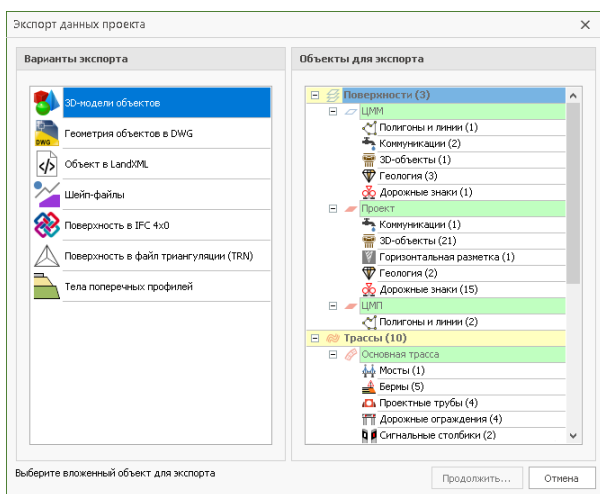 Экспорт данных проекта
Варианты экспорта
3D-модели объектов
Геометрия объектов в DWG
Объект в LandXML
Шейп-файлы
Поверхность в IFC 4x0
Поверхность в файл триангуляции (TRN)
Тела поперечных профилей
Объекты для экспорта
Поверхности (3)
ЦММ
Полигоны и линии (1)
Коммуникации (2)
3D-объекты (1)
Геология (3)
Дорожные знаки (1)
Проект
Коммуникации (1)
3D-объекты (21)
Горизонтальная разметка (1)
Геология (2)
Дорожные знаки (15)
ЦМП
Полигоны и линии (2)
Трассы (10)
Основная трасса
Мосты (1)
Бермы (5)
Проектные трубы (4)
Дорожные ограждения (4)
Сигнальные столбики (2)
Выберите вложенный объект для экспорта
Продолжить...
Отмена